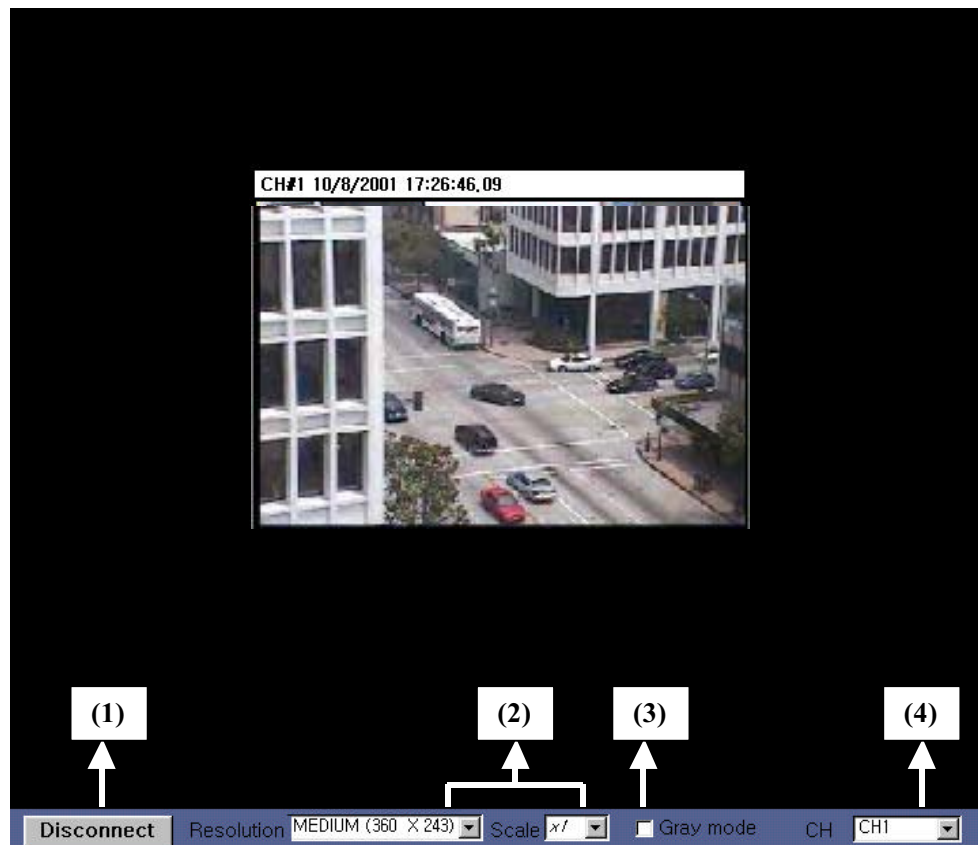 CH#1 10/8/2001 17:26:46.09
(1) (2) (3) (4)
Disconnect Resolution MEDIUM (360 X 243) Scale x1 Gray mode CH CH1